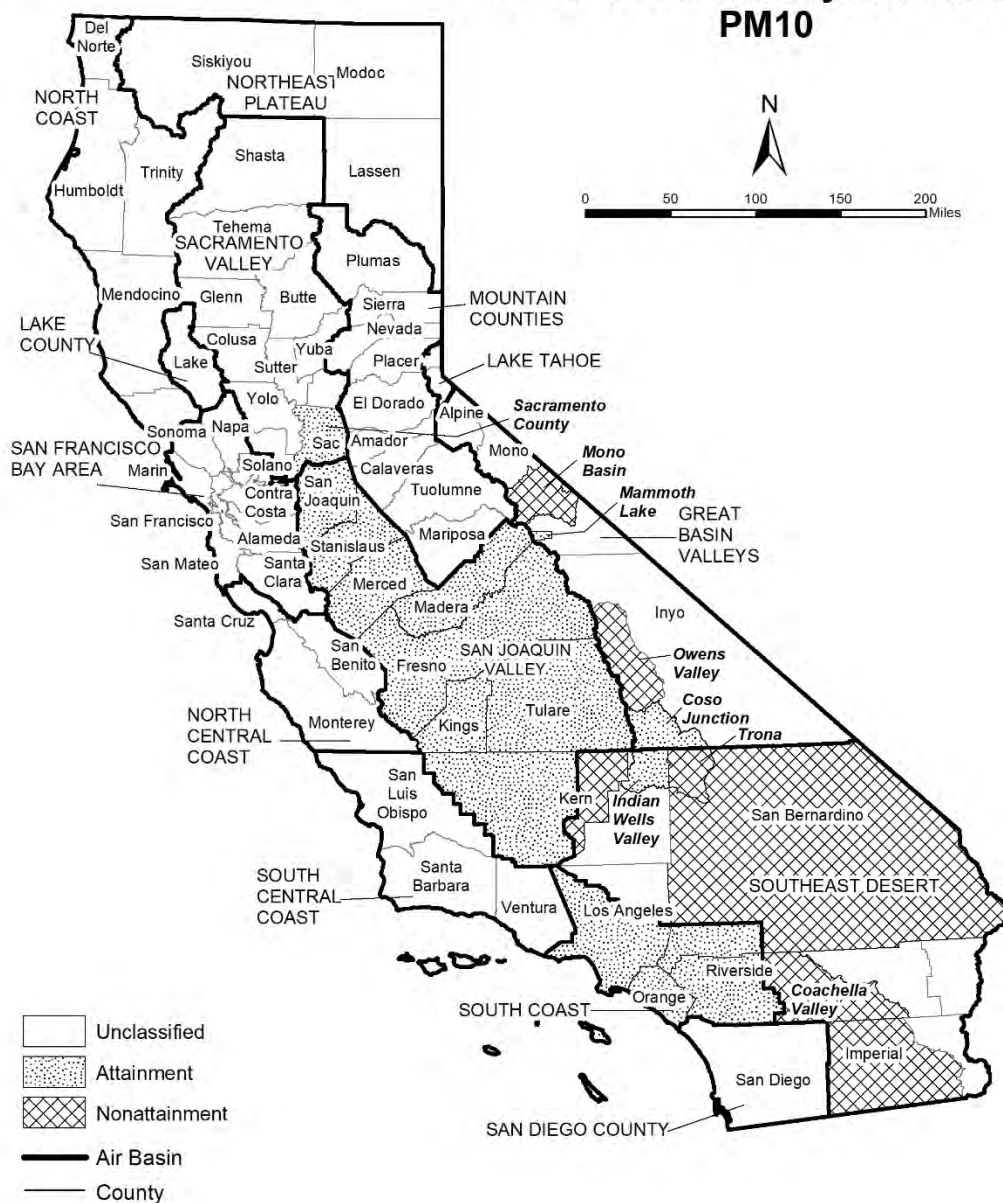 PM10
Del
Norte
Siskiyou
Modoc
NORTHEAST
PLATEAU
NORTH
COAST
N
Shasta
Trinity
Lassen
Humboldt
0 50 100 150 200
Miles
Tehema
SACRAMENTO
VALLEY
Plumas
Mendocino
Glenn
Butte
Sierra
MOUNTAIN
COUNTIES
Nevada
LAKE
COUNTY
Colusa
Yuba
Lake
Sutter
Placer
LAKE TAHOE
Yolo
El Dorado
Alpine
Sacramento
County
Sonoma
Napa
Sac
Amador
Mono
SAN FRANCISCO
BAY AREA
Marin
Solano
Calaveras
Mono
Basin
San
Joaquin
Contra
Costa
Tuolumne
Mammoth
Lake
San Francisco
Alameda
Stanislaus
Mariposa
GREAT
BASIN
VALLEYS
San Mateo
Santa
Clara
Merced
Madera
Santa Cruz
Inyo
San
Benito
Fresno
SAN JOAQUIN
VALLEY
Owens
Valley
NORTH
CENTRAL
COAST
Monterey
Kings
Tulare
Coso
Junction
Trona
San
Luis
Obispo
Kern
Indian
Wells
Valley
San Bernardino
SOUTH
CENTRAL
COAST
Santa
Barbara
Ventura
Los Angeles
SOUTHEAST DESERT
Riverside
Orange
Coachella
Valley
SOUTH COAST
Imperial
San Diego
SAN DIEGO COUNTY
Unclassified
Attainment
Nonattainment
Air Basin
County